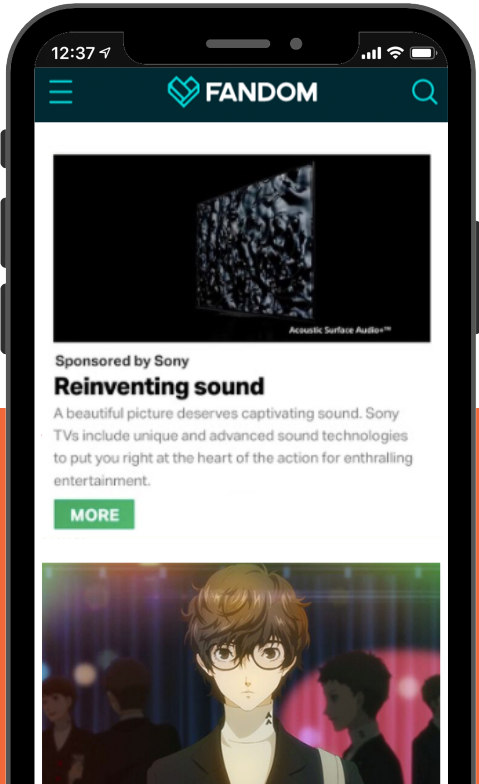 12:37
FANDOM
Acoustic Surface Audio+™
Sponsored by Sony
Reinventing sound
A beautiful picture deserves captivating sound. Sony
TVs include unique and advanced sound technologies
to put you right at the heart of the action for enthralling
entertainment.
MORE